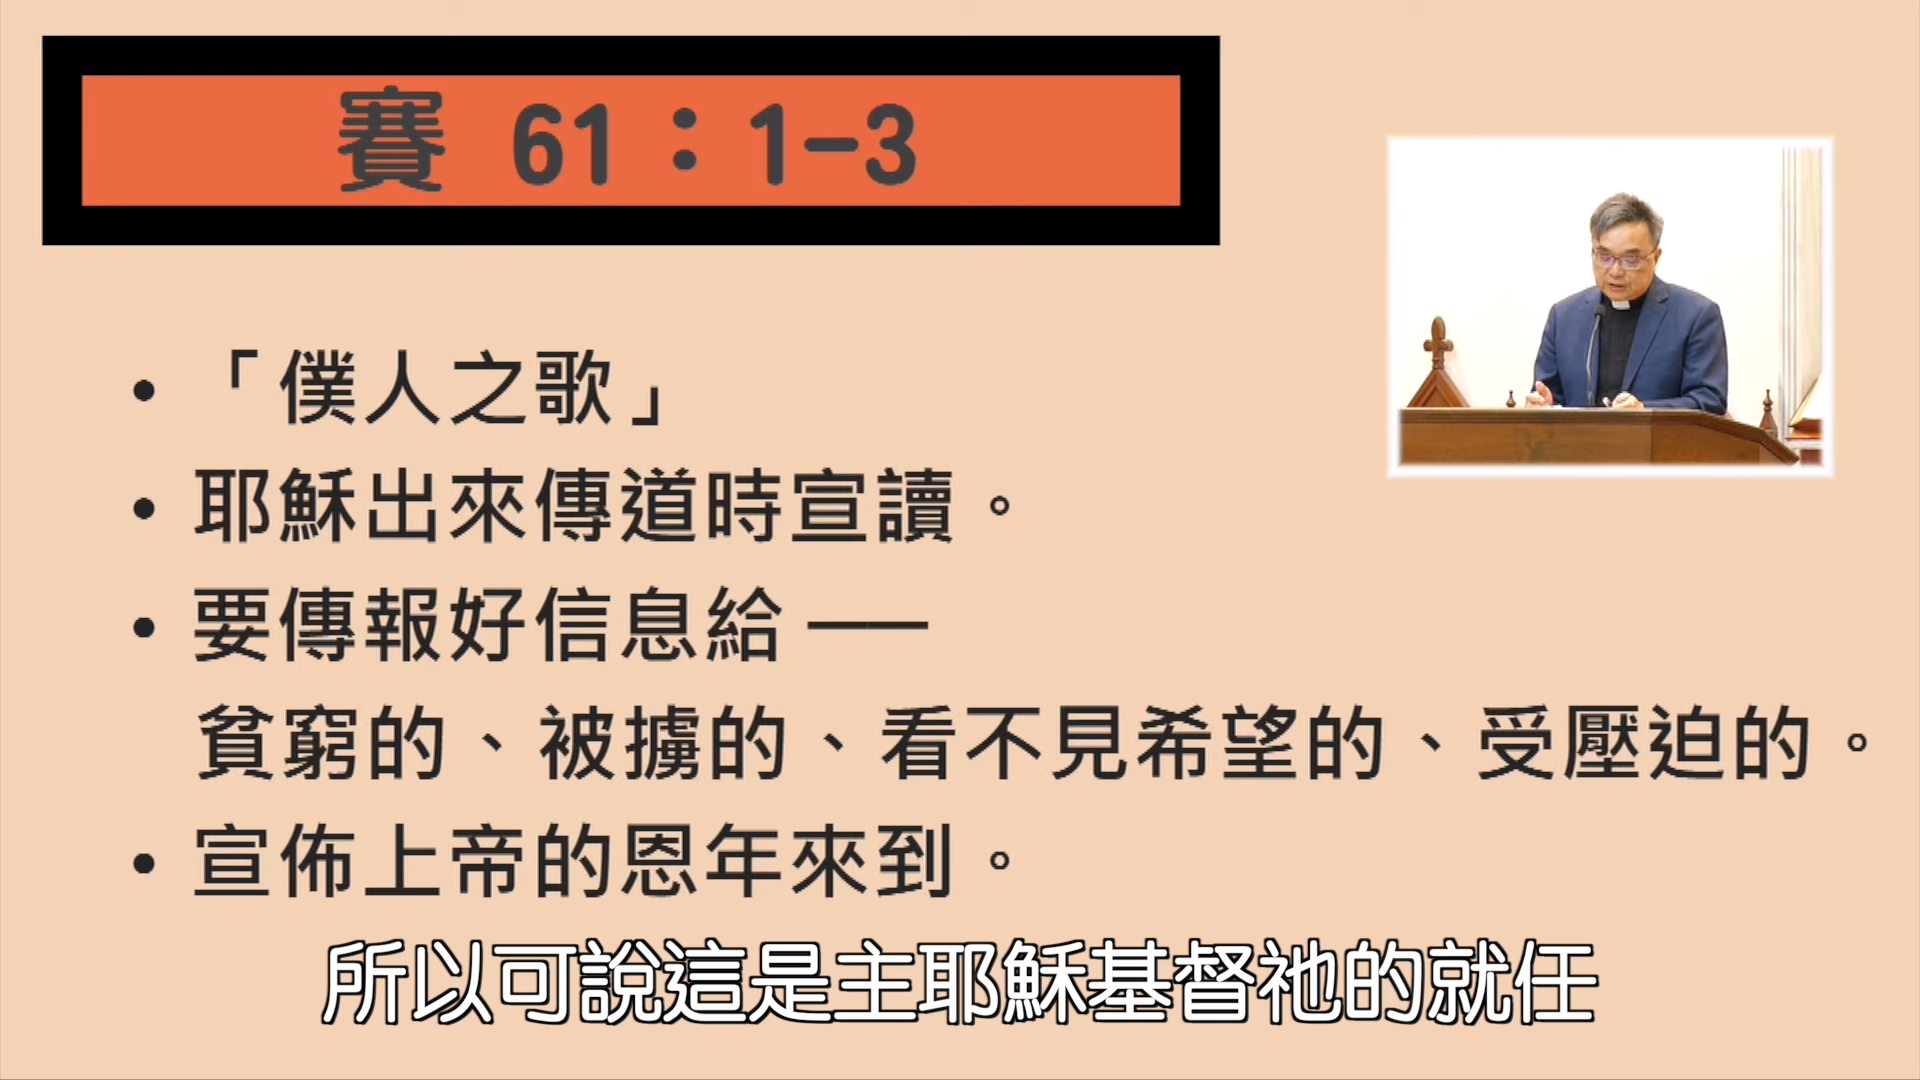 賽 61：1-3
• 「僕人之歌」
• 耶穌出來傳道時宣讀。
• 要傳報好信息給 ──
貧窮的、被擄的、看不見希望的、受壓迫的。
• 宣佈上帝的恩年來到。
所以可說這是主耶穌基督祂的就任